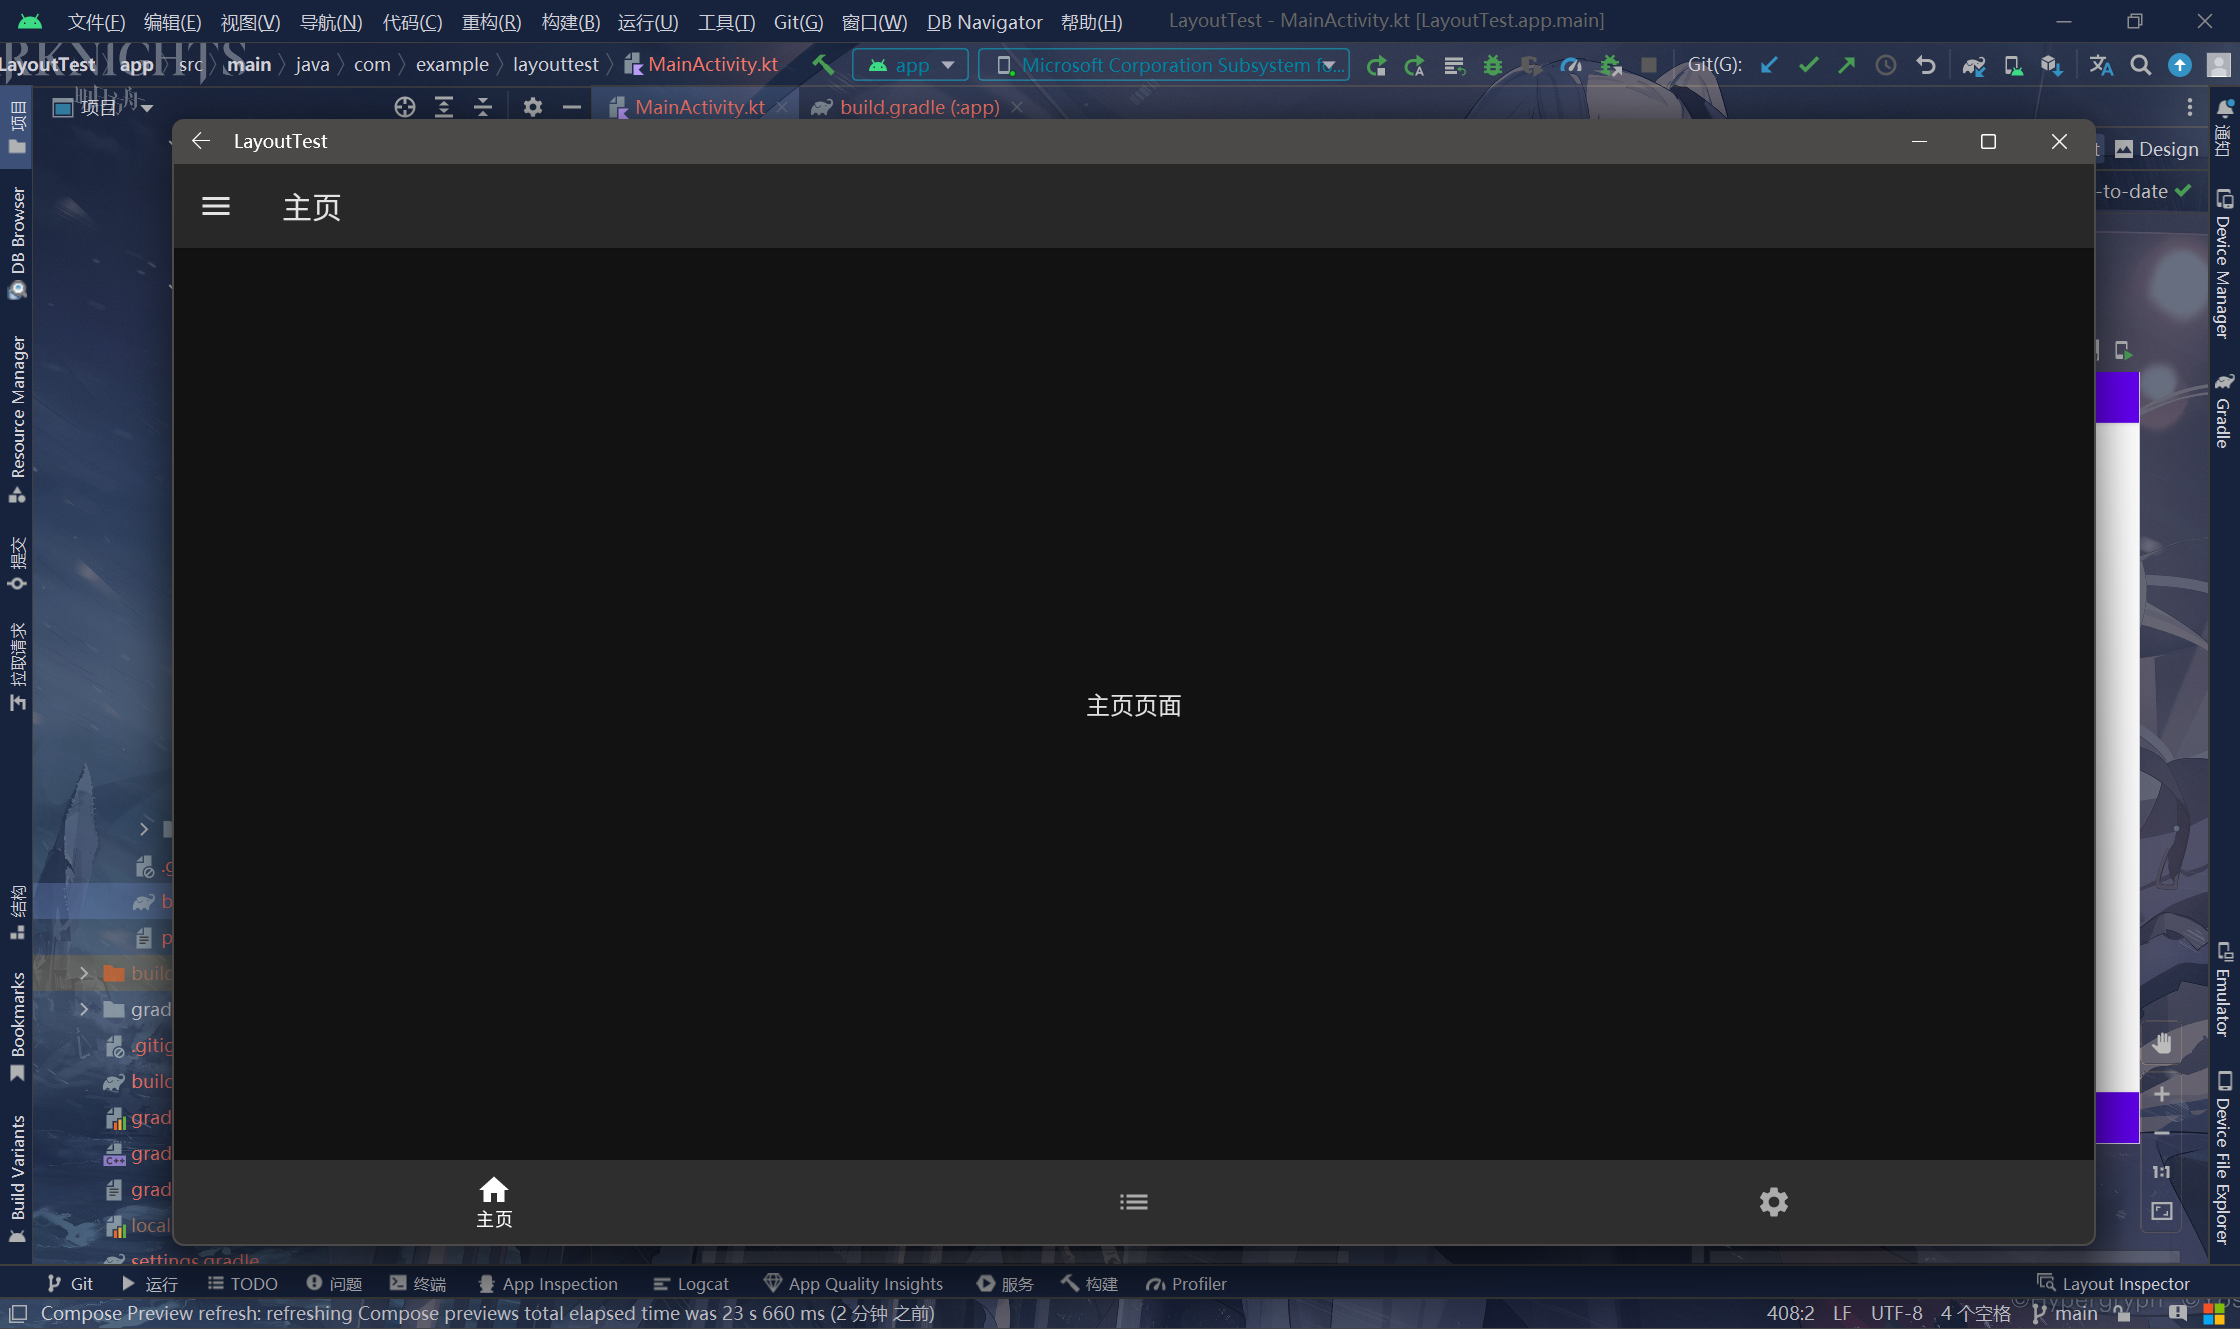 文件(F) 编辑(E) 视图(V) 导航(N) 代码(C) 重构(R) 构建(B) 运行(U) 工具(T) Git(G) 窗口(W) DB Navigator 帮助(H) LayoutTest - MainActivity.kt [LayoutTest.app.main]
LayoutTest app src main java com example layouttest MainActivity.kt app Microsoft Corporation Subsystem f... Git(G):
项目 MainActivity.kt build.gradle (:app)
LayoutTest
Design
主页
-to-date
主页页面
主页
项目
DB Browser
Resource Manager
提交
拉取请求
结构
Bookmarks
Build Variants
.g
b
p
build
grad
.gitig
build
grad
grad
grad
local
settings.gradle
通知
Device Manager
Gradle
Emulator
Device File Explorer
1:1
Git 运行 TODO 问题 终端 App Inspection Logcat App Quality Insights 服务 构建 Profiler Layout Inspector
Compose Preview refresh: refreshing Compose previews total elapsed time was 23 s 660 ms (2 分钟 之前) 408:2 LF UTF-8 4 个空格 main